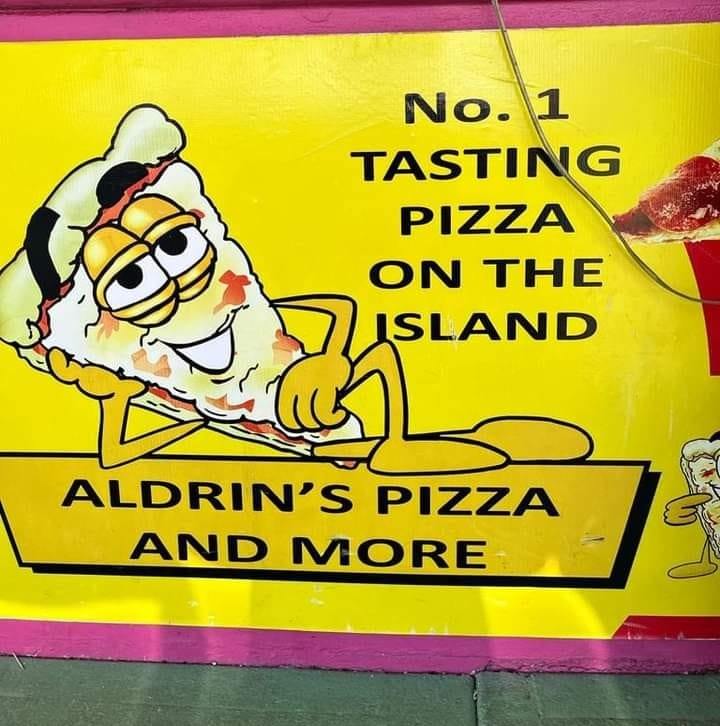 No. 1
TASTING
PIZZA
ON THE
ISLAND
ALDRIN'S PIZZA
AND MORE